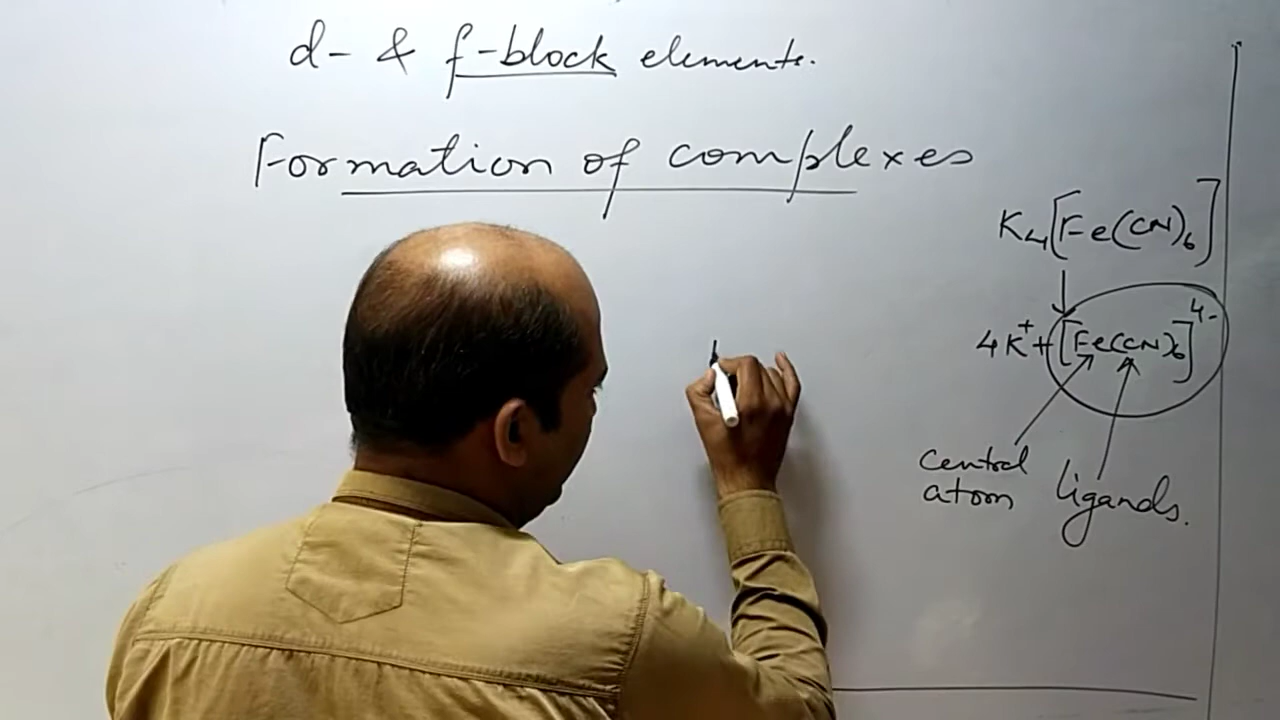 d- & f-block elements.
Formation of complexes
K₄[Fe(CN)₆]
4K⁺+[Fe(CN)₆]⁴⁻
central
atom
ligands.